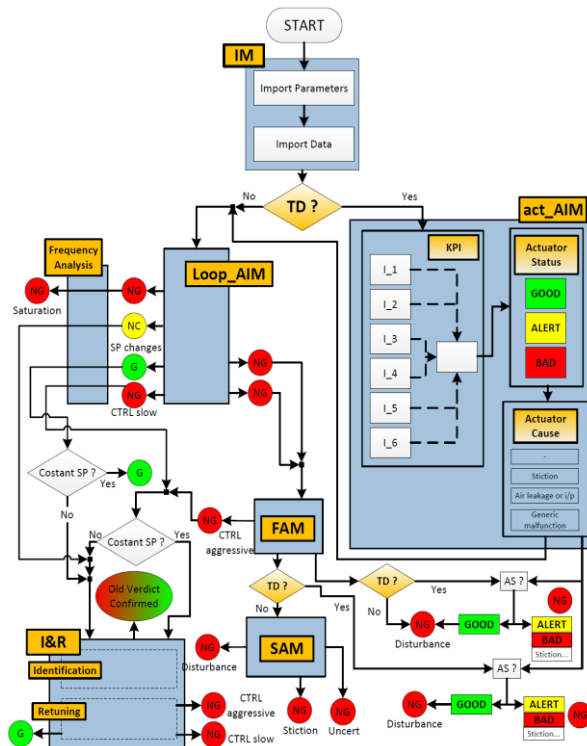 START
IM
Import Parameters
Import Data
No
TD ?
Yes
act_AIM
Frequency
Analysis
Loop_AIM
KPI
Actuator
Status
I_1
I_2
I_3
I_4
I_5
I_6
GOOD
ALERT
BAD
NG
NG
Saturation
NC
SP changes
G
NG
CTRL slow
NG
NG
Actuator
Cause
-
Stiction
Air leakage or i/p
Generic
malfunction
Costant SP ?
Yes
G
No
NG
CTRL
aggressive
FAM
No
Costant SP ?
Yes
TD ?
No
Yes
TD ?
Yes
No
AS ?
NG
NG
Disturbance
GOOD
ALERT
BAD
Stiction...
Old Verdict
Confirmed
I&R
Identification
Retuning
G
NG
CTRL
aggressive
NG
CTRL slow
NG
Disturbance
SAM
NG
Stiction
NG
Uncert
AS ?
NG
Disturbance
GOOD
ALERT
BAD
Stiction...
NG